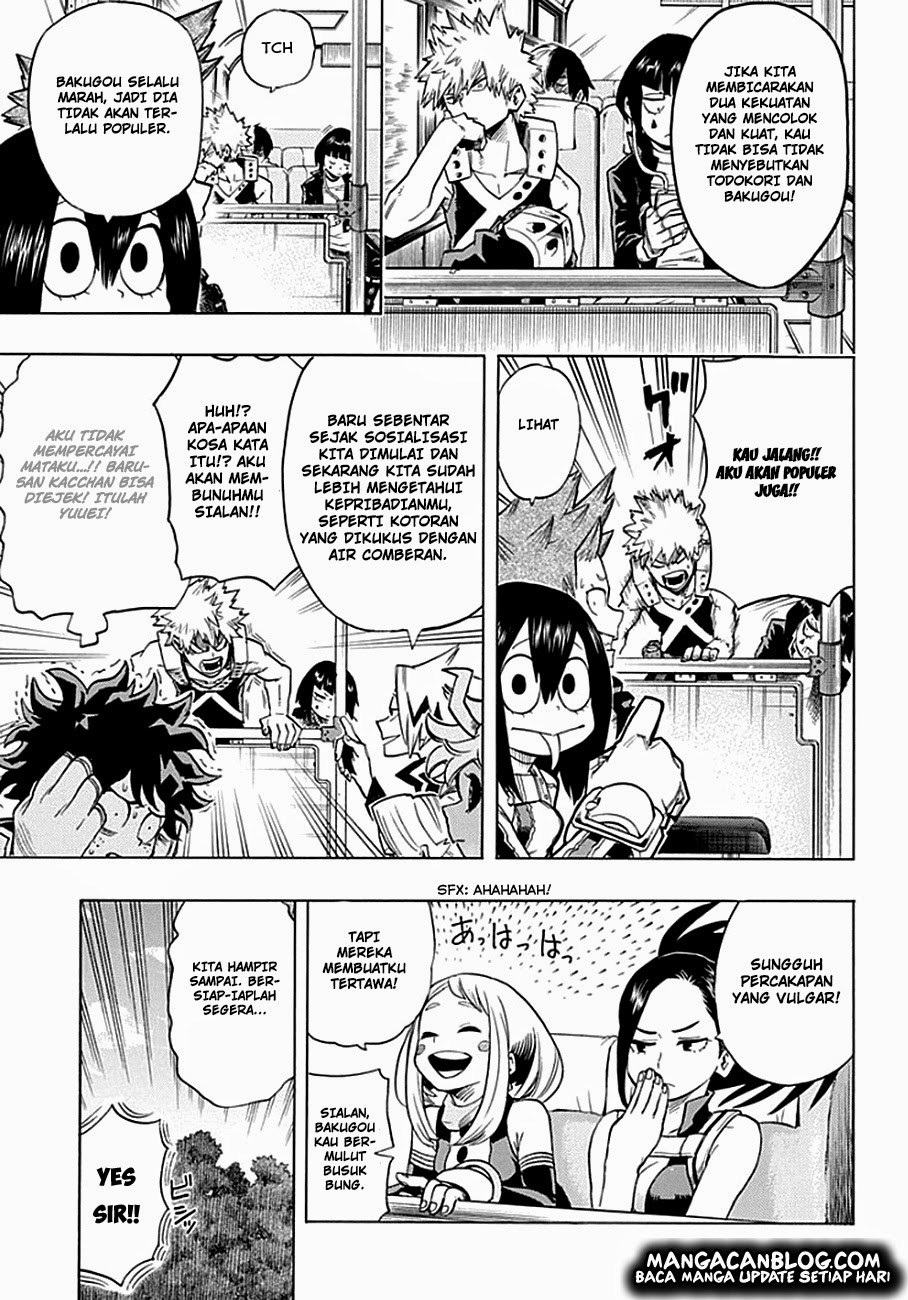 JIKA KITA
MEMBICARAKAN
DUA KEKUATAN
YANG MENCOLOK
DAN KUAT, KAU
TIDAK BISA TIDAK
MENYEBUTKAN
TODOKORI DAN
BAKUGOU!
TCH
BAKUGOU SELALU
MARAH, JADI DIA
TIDAK AKAN TER-
LALU POPULER.
KAU JALANG!!
AKU AKAN POPULER
JUGA!!
LIHAT
BARU SEBENTAR
SEJAK SOSIALISASI
KITA DIMULAI DAN
SEKARANG KITA SUDAH
LEBIH MENGETAHUI
KEPRIBADIANMU,
SEPERTI KOTORAN
YANG DIKUKUS DENGAN
AIR COMBERAN.
HUH!?
APA-APAAN
KOSA KATA
ITU!? AKU
AKAN MEM-
BUNUHMU
SIALAN!!
AKU TIDAK
MEMPERCAYAI
MATAKU...!! BARU-
SAN KACCHAN BISA
DIEJEK! ITULAH
YUUEI!
SFX: AHAHAHAH!
SUNGGUH
PERCAKAPAN
YANG VULGAR!
あっはっはっ
TAPI
MEREKA
MEMBUATKU
TERTAWA!
SIALAN,
BAKUGOU
KAU BER-
MULUT
BUSUK
BUNG.
KITA HAMPIR
SAMPAI. BER-
SIAP-IAPLAH
SEGERA...
YES
SIR!!
ビシッ
MANGACANBLOG.COM
BACA MANGA UPDATE SETIAP HARI